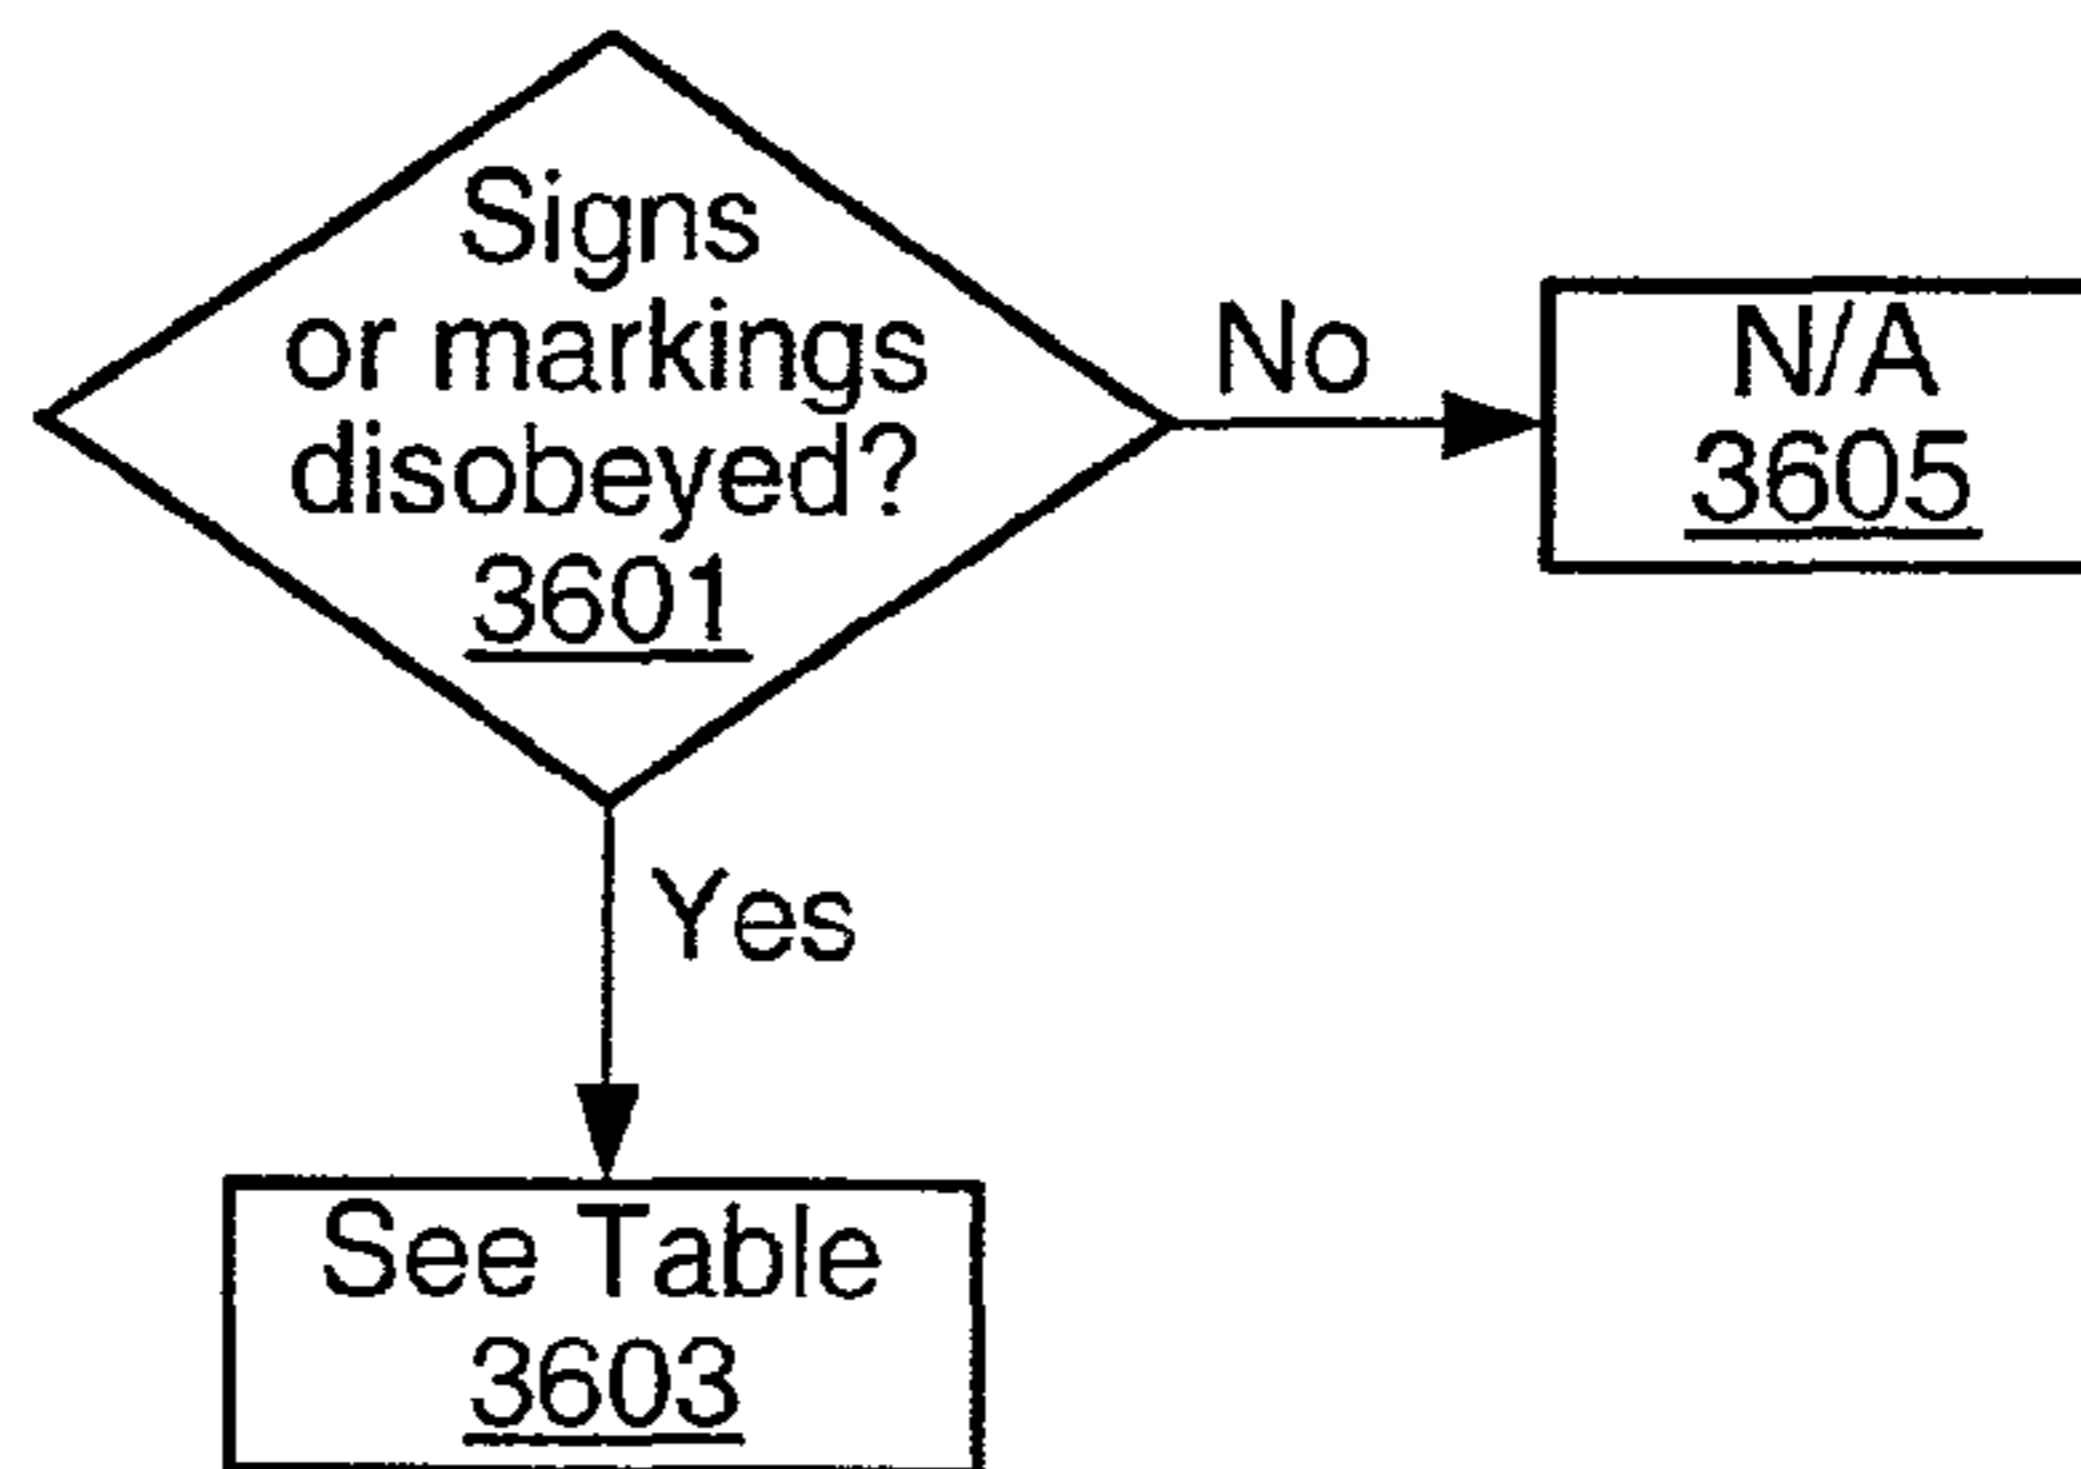 Signs
or markings
disobeyed?
3601
No
N/A
3605
Yes
See Table
3603